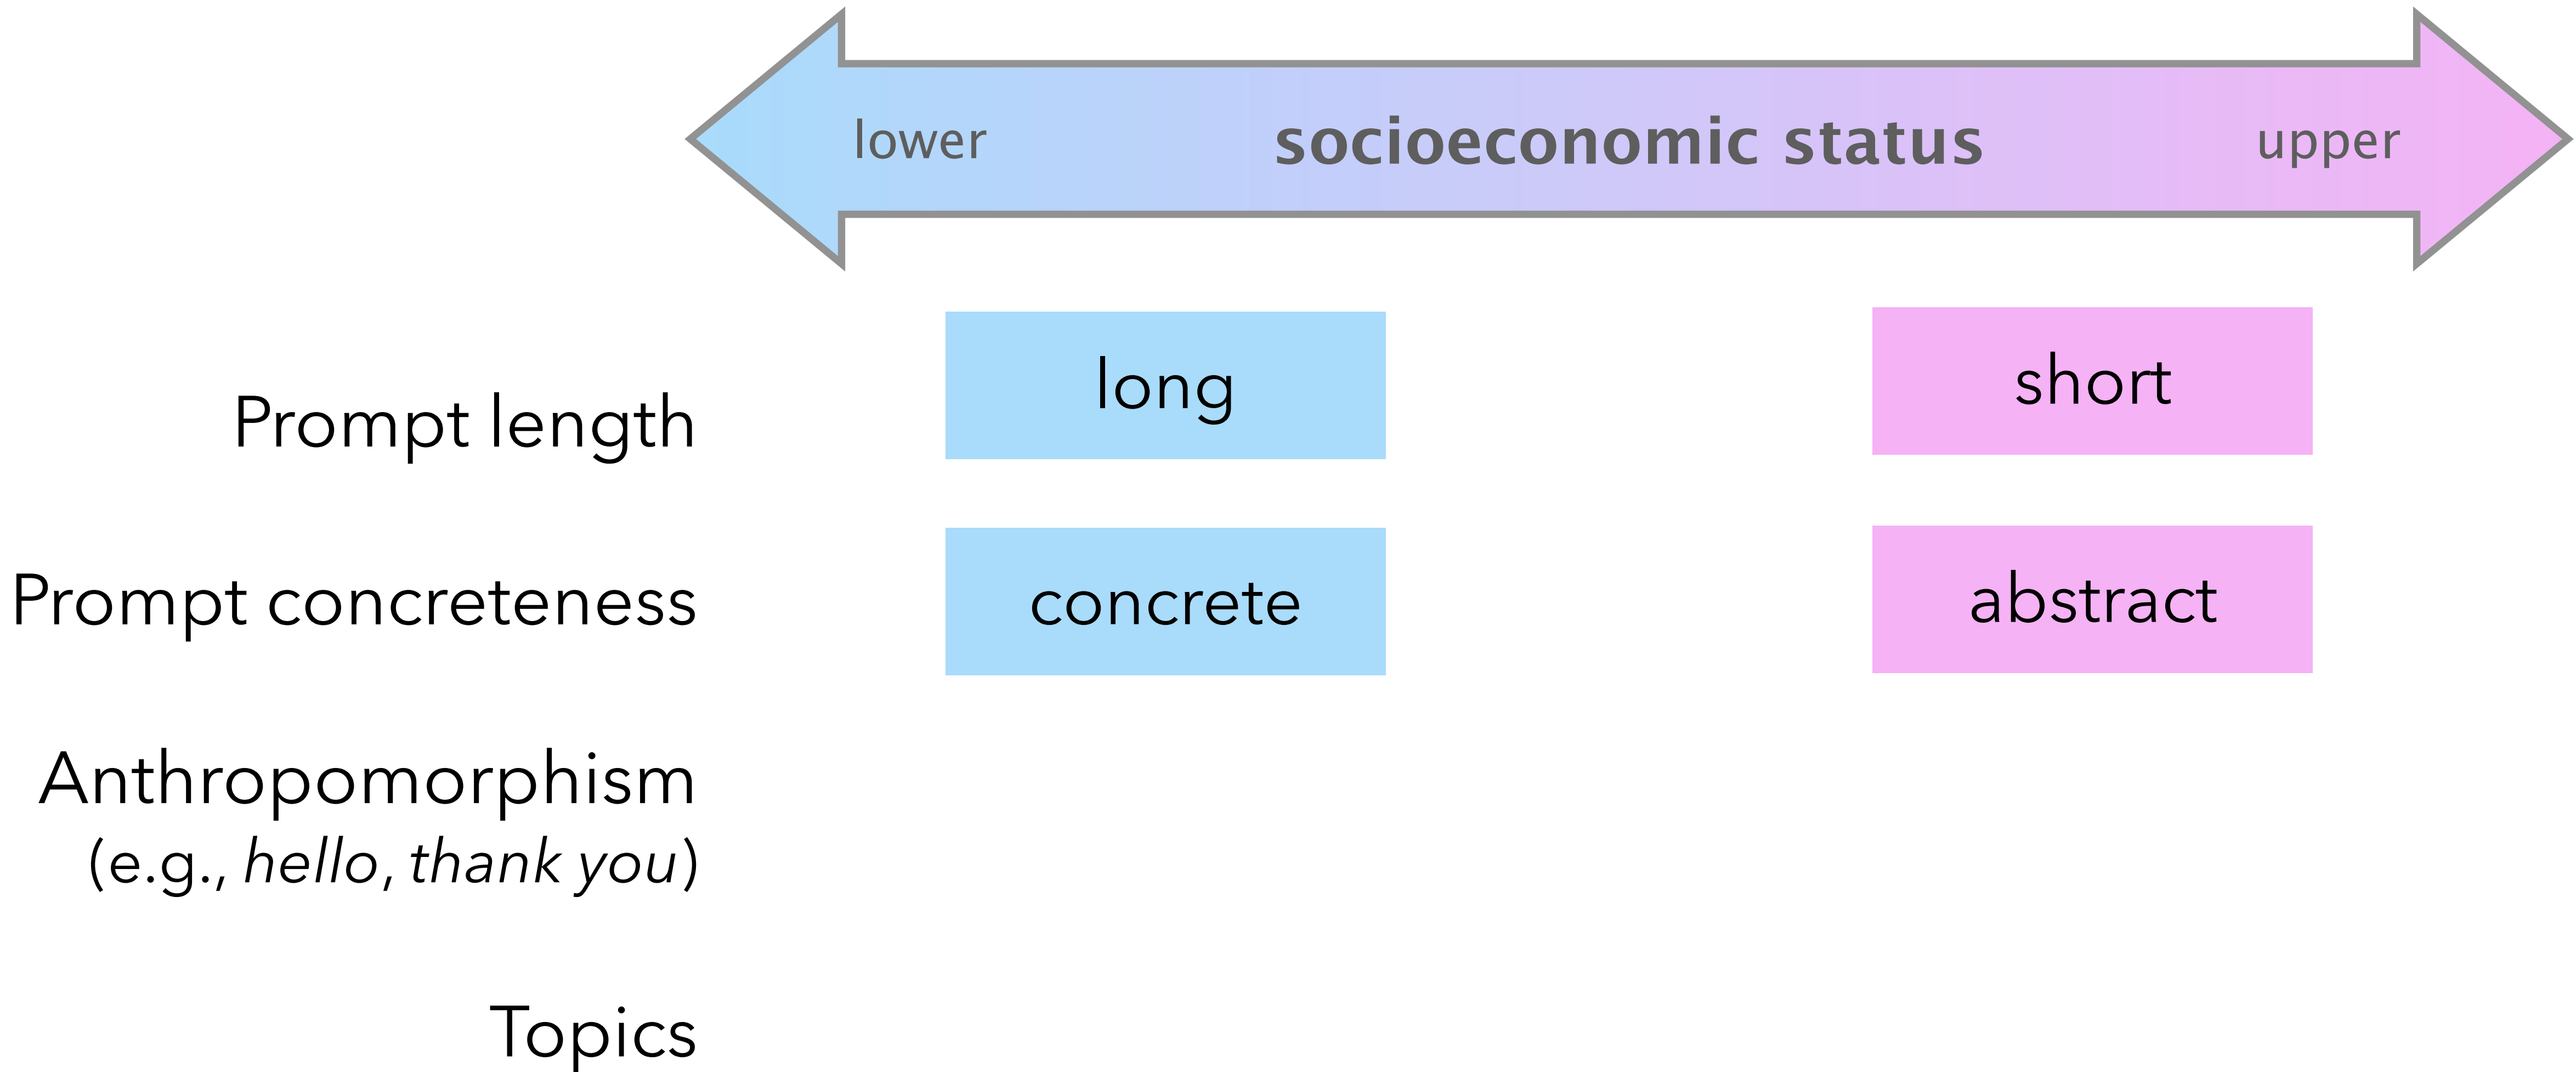 lower socioeconomic status upper
Prompt length long short
Prompt concreteness concrete abstract
Anthropomorphism
(e.g., hello, thank you)
Topics